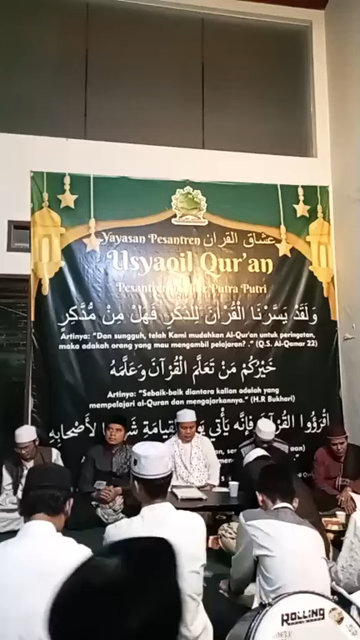 Yayasan Pesantren عشاق القران
Usyaqil Qur'an
Pesantren Putra Putri
وَلَقَدْ يَسَّرْنَا الْقُرْآنَ لِلذِّكْرِ فَهَلْ مِنْ مُّدَّكِرٍ
Artinya: "Dan sungguh, telah Kami mudahkan Al-Qur'an untuk peringatan,
maka adakah orang yang mau mengambil pelajaran? ." (Q.S. Al-Qamar 22)
خَيْرُكُمْ مَنْ تَعَلَّمَ الْقُرْآنَ وَعَلَّمَهُ
Artinya: "Sebaik-baik diantara kalian adalah yang
mempelajari al-Quran dan mengajarkannya." (H.R Bukhari)
اقْرَؤُوا الْقُرْآنَ فَإِنَّهُ يَأْتِي الْقِيَامَةِ لِأَصْحَابِهِ
ROLLING